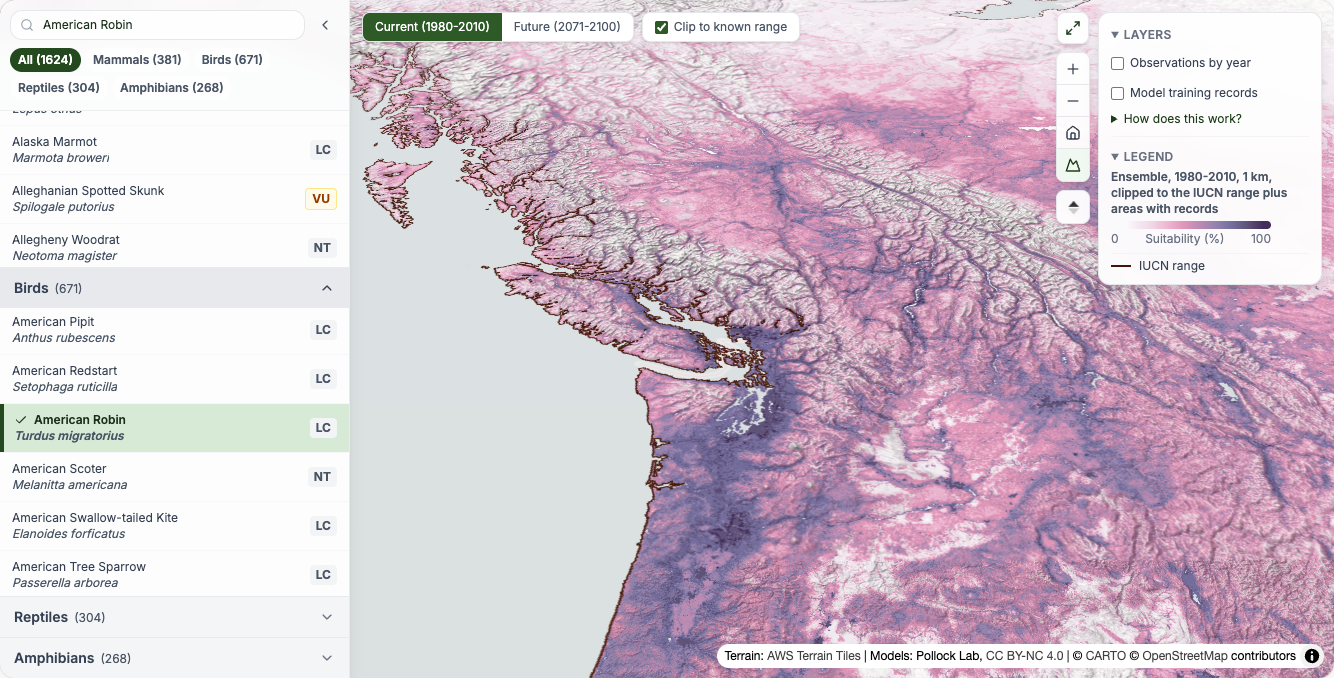 American Robin
All (1624)
Mammals (381)
Birds (671)
Reptiles (304)
Amphibians (268)
Alaska Marmot
Marmota broweri
LC
Alleghanian Spotted Skunk
Spilogale putorius
VU
Allegheny Woodrat
Neotoma magister
NT
Birds (671)
American Pipit
Anthus rubescens
LC
American Redstart
Setophaga ruticilla
LC
American Robin
Turdus migratorius
LC
American Scoter
Melanitta americana
NT
American Swallow-tailed Kite
Elanoides forficatus
LC
American Tree Sparrow
Passerella arborea
LC
Reptiles (304)
Amphibians (268)
Current (1980-2010)
Future (2071-2100)
Clip to known range
LAYERS
Observations by year
Model training records
How does this work?
LEGEND
Ensemble, 1980-2010, 1 km,
clipped to the IUCN range plus
areas with records
0 Suitability (%) 100
IUCN range
Terrain: AWS Terrain Tiles | Models: Pollock Lab, CC BY-NC 4.0 | © CARTO © OpenStreetMap contributors